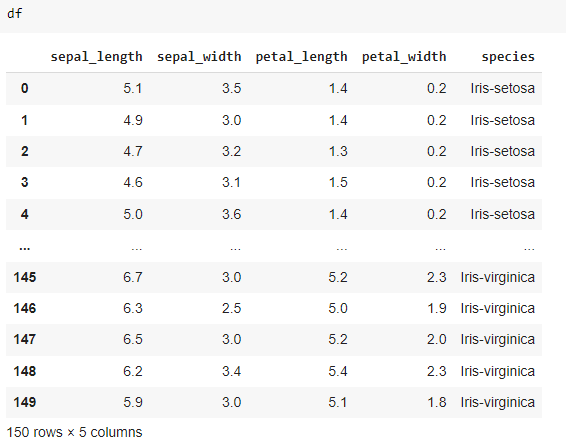 df
sepal_length sepal_width petal_length petal_width species
0 5.1 3.5 1.4 0.2 Iris-setosa
1 4.9 3.0 1.4 0.2 Iris-setosa
2 4.7 3.2 1.3 0.2 Iris-setosa
3 4.6 3.1 1.5 0.2 Iris-setosa
4 5.0 3.6 1.4 0.2 Iris-setosa
... ... ... ... ... ...
145 6.7 3.0 5.2 2.3 Iris-virginica
146 6.3 2.5 5.0 1.9 Iris-virginica
147 6.5 3.0 5.2 2.0 Iris-virginica
148 6.2 3.4 5.4 2.3 Iris-virginica
149 5.9 3.0 5.1 1.8 Iris-virginica
150 rows × 5 columns